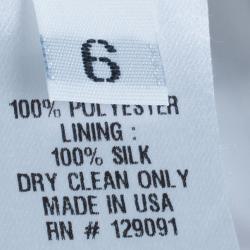 6
100% POLYESTER
LINING :
100% SILK
DRY CLEAN ONLY
MADE IN USA
RN # 129091